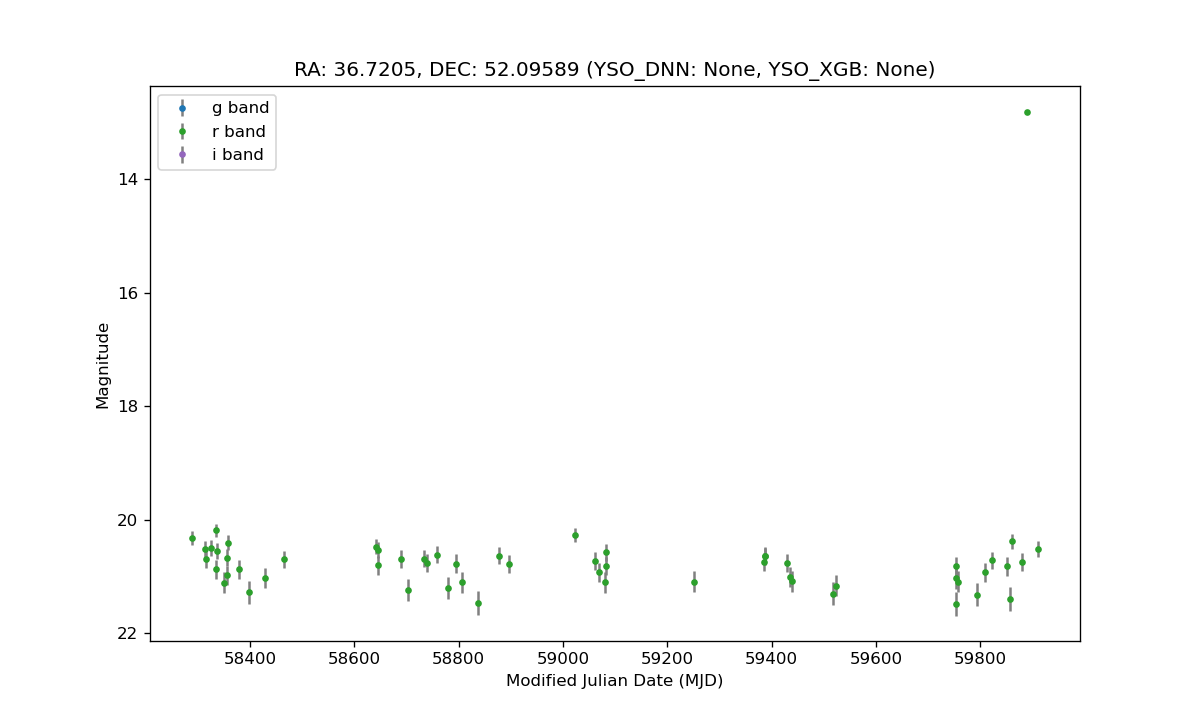 RA: 36.7205, DEC: 52.09589 (YSO_DNN: None, YSO_XGB: None)
g band
r band
i band
14
16
18
20
22
Magnitude
58400 58600 58800 59000 59200 59400 59600 59800
Modified Julian Date (MJD)